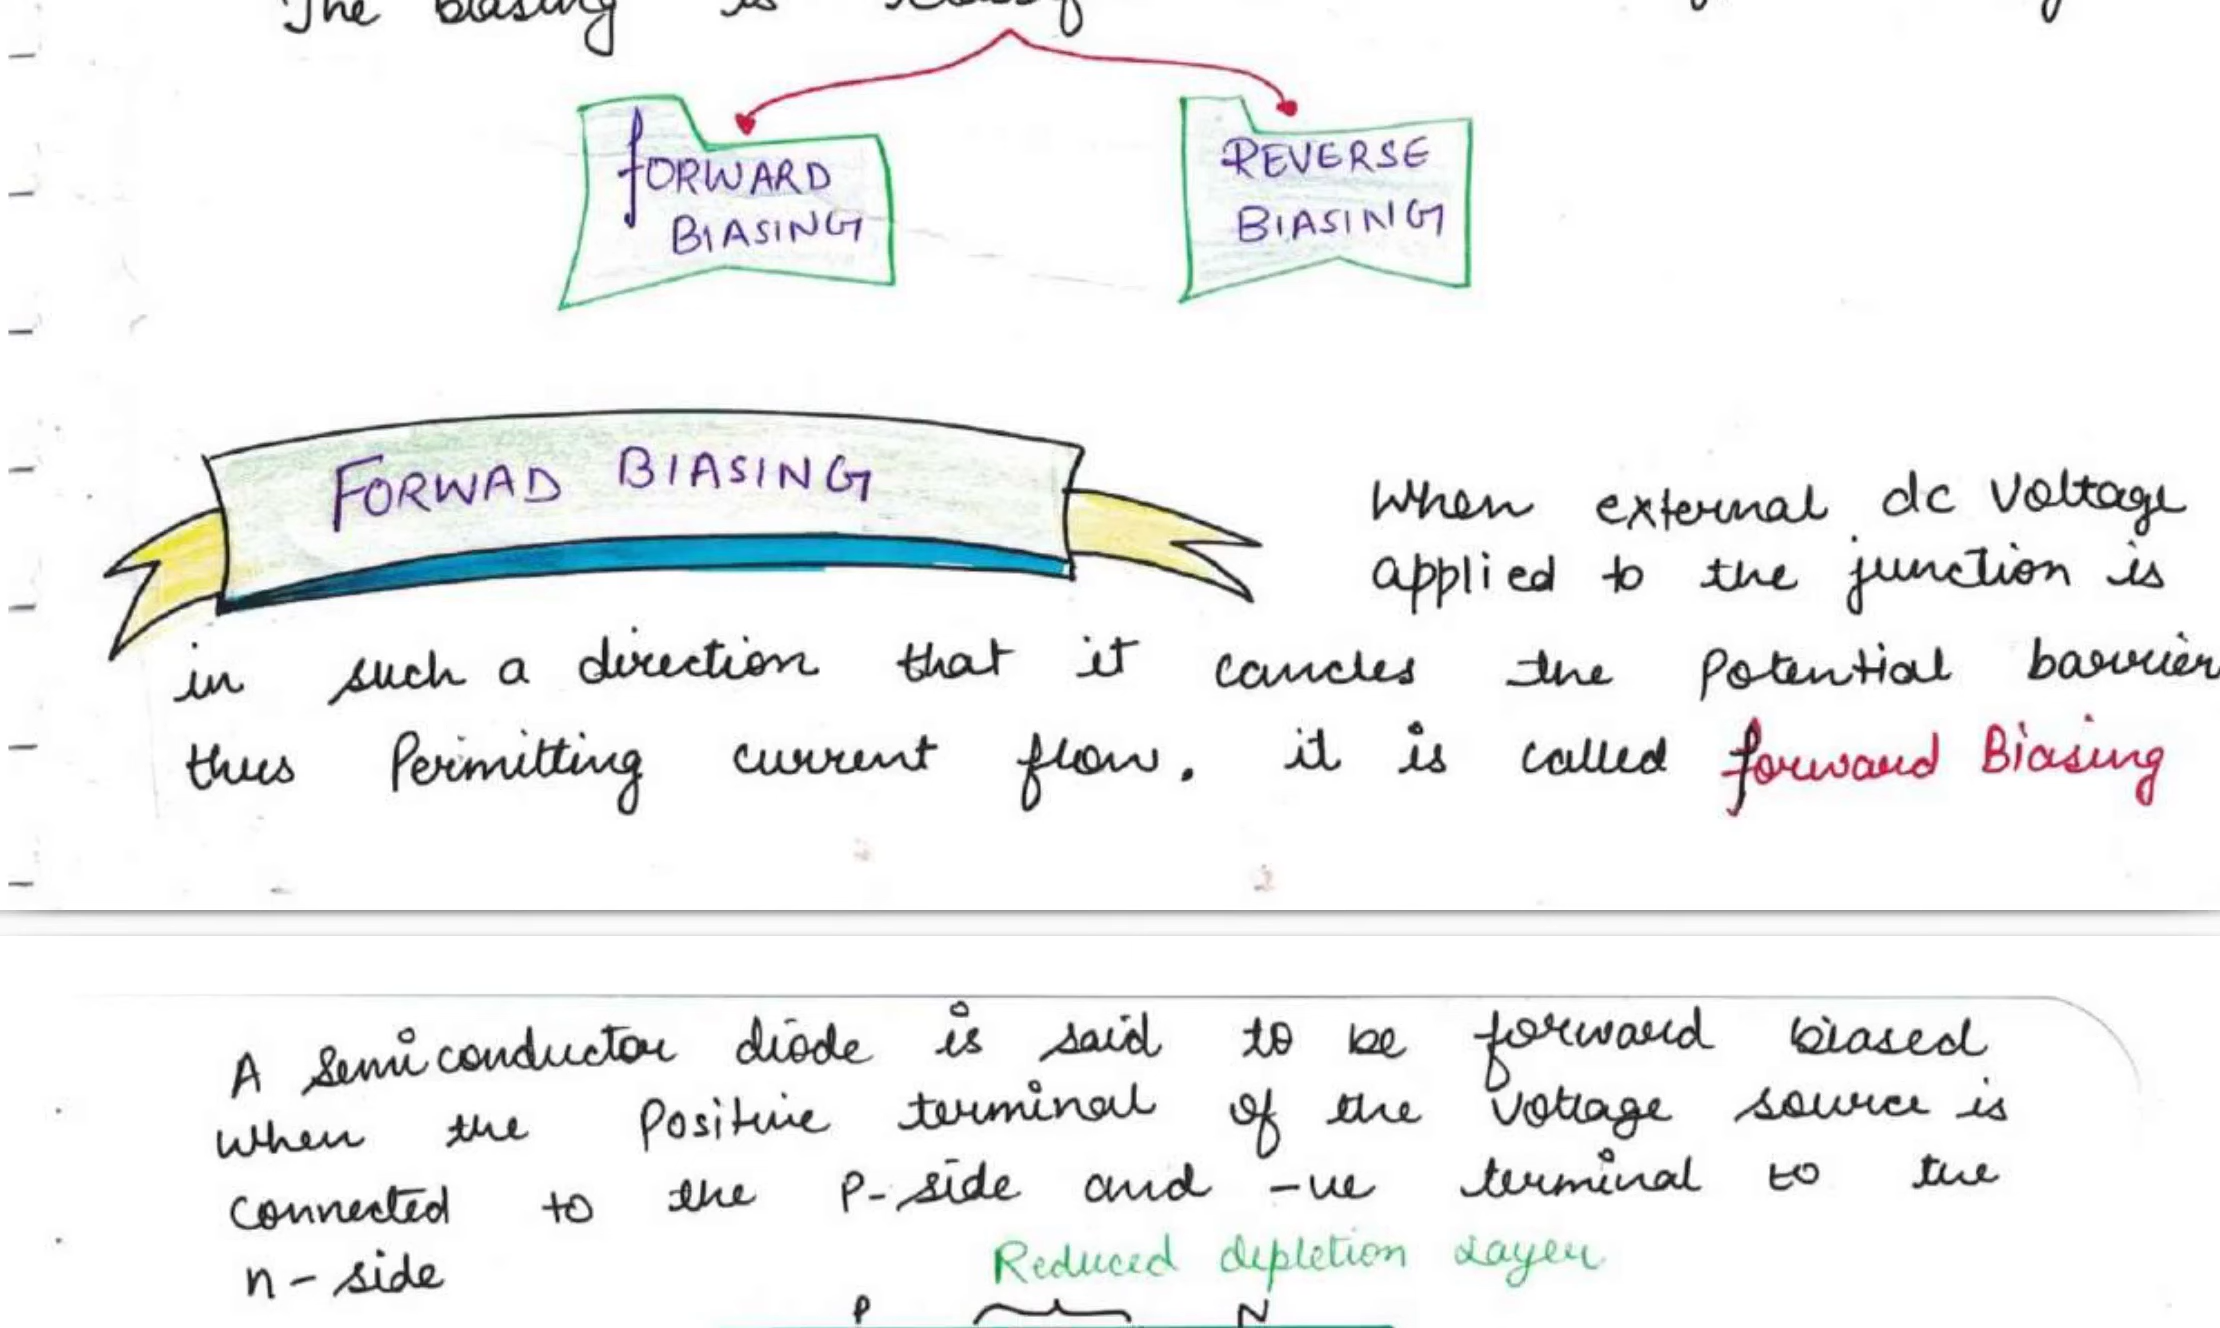 The biasing is
FORWARD
BIASING
REVERSE
BIASING
FORWAD BIASING
When external dc Voltage
applied to the junction is
in such a direction that it cancles the Potential barrier
thus Permitting current flow, it is called forward Biasing
A Semiconductor diode is said to be forward biased
when the Positive terminal of the Voltage source is
connected to the P-side and -ve terminal to the
n-side
Reduced depletion Layer
P
N